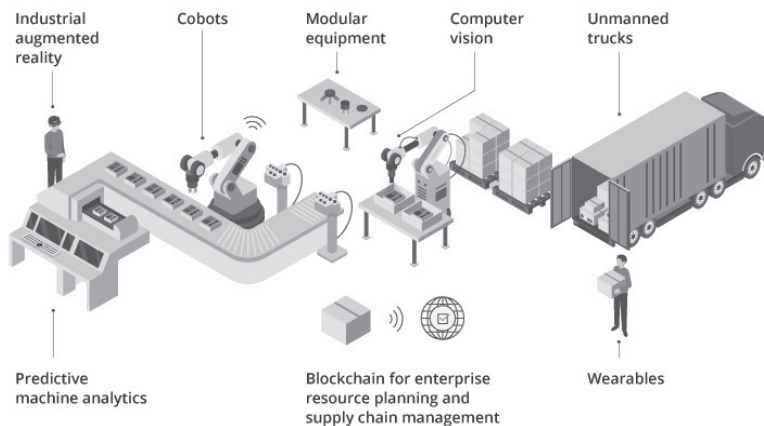 Industrial
augmented
reality
Cobots
Modular
equipment
Computer
vision
Unmanned
trucks
Predictive
machine analytics
Blockchain for enterprise
resource planning and
supply chain management
Wearables